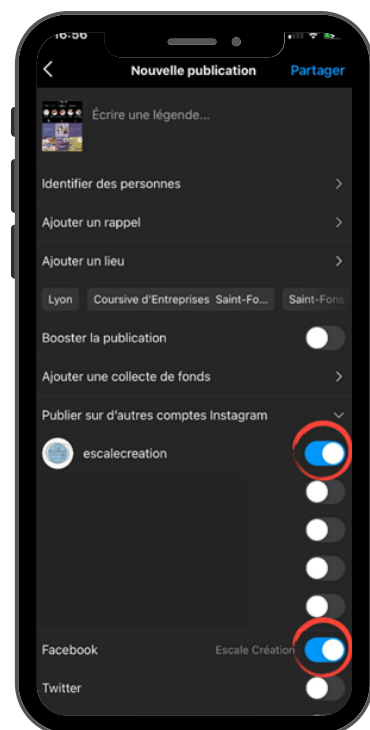 16:56
Nouvelle publication Partager
Écrire une légende...
Identifier des personnes
Ajouter un rappel
Ajouter un lieu
Lyon Coursive d'Entreprises Saint-Fo... Saint-Fons
Booster la publication
Ajouter une collecte de fonds
Publier sur d'autres comptes Instagram
escalecreation
Facebook Escale Création
Twitter